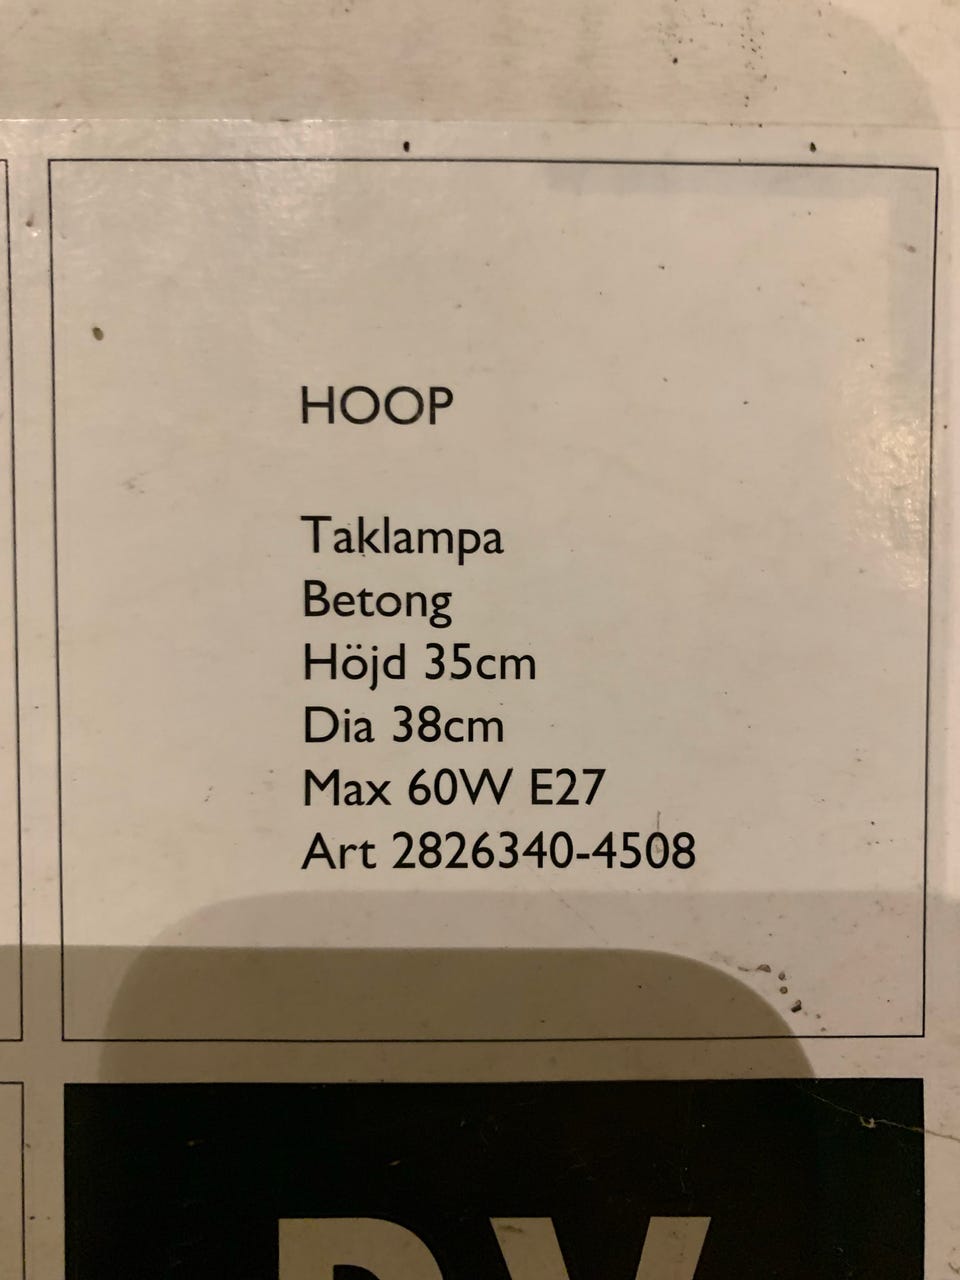 HOOP
Taklampa
Betong
Höjd 35cm
Dia 38cm
Max 60W E27
Art 2826340-4508